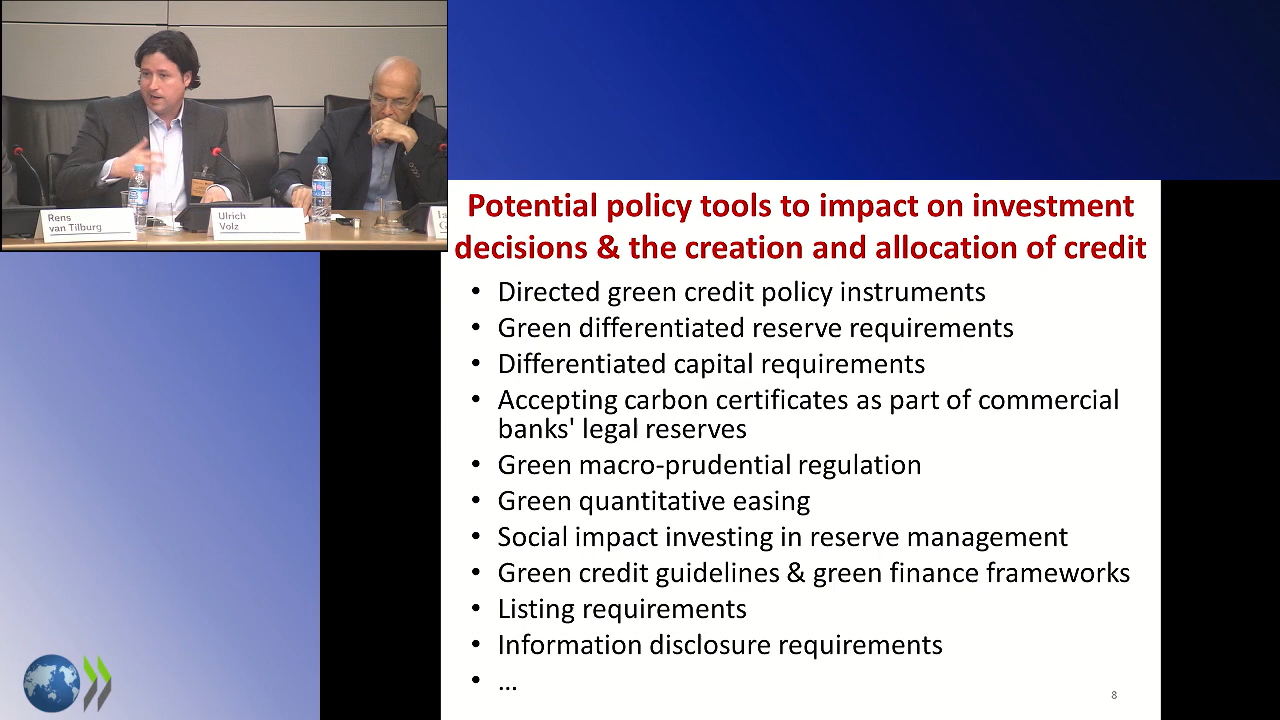 Rens
van Tilburg
Ulrich
Volz
Potential policy tools to impact on investment
decisions & the creation and allocation of credit
• Directed green credit policy instruments
• Green differentiated reserve requirements
• Differentiated capital requirements
• Accepting carbon certificates as part of commercial
banks' legal reserves
• Green macro-prudential regulation
• Green quantitative easing
• Social impact investing in reserve management
• Green credit guidelines & green finance frameworks
• Listing requirements
• Information disclosure requirements
• ...
8